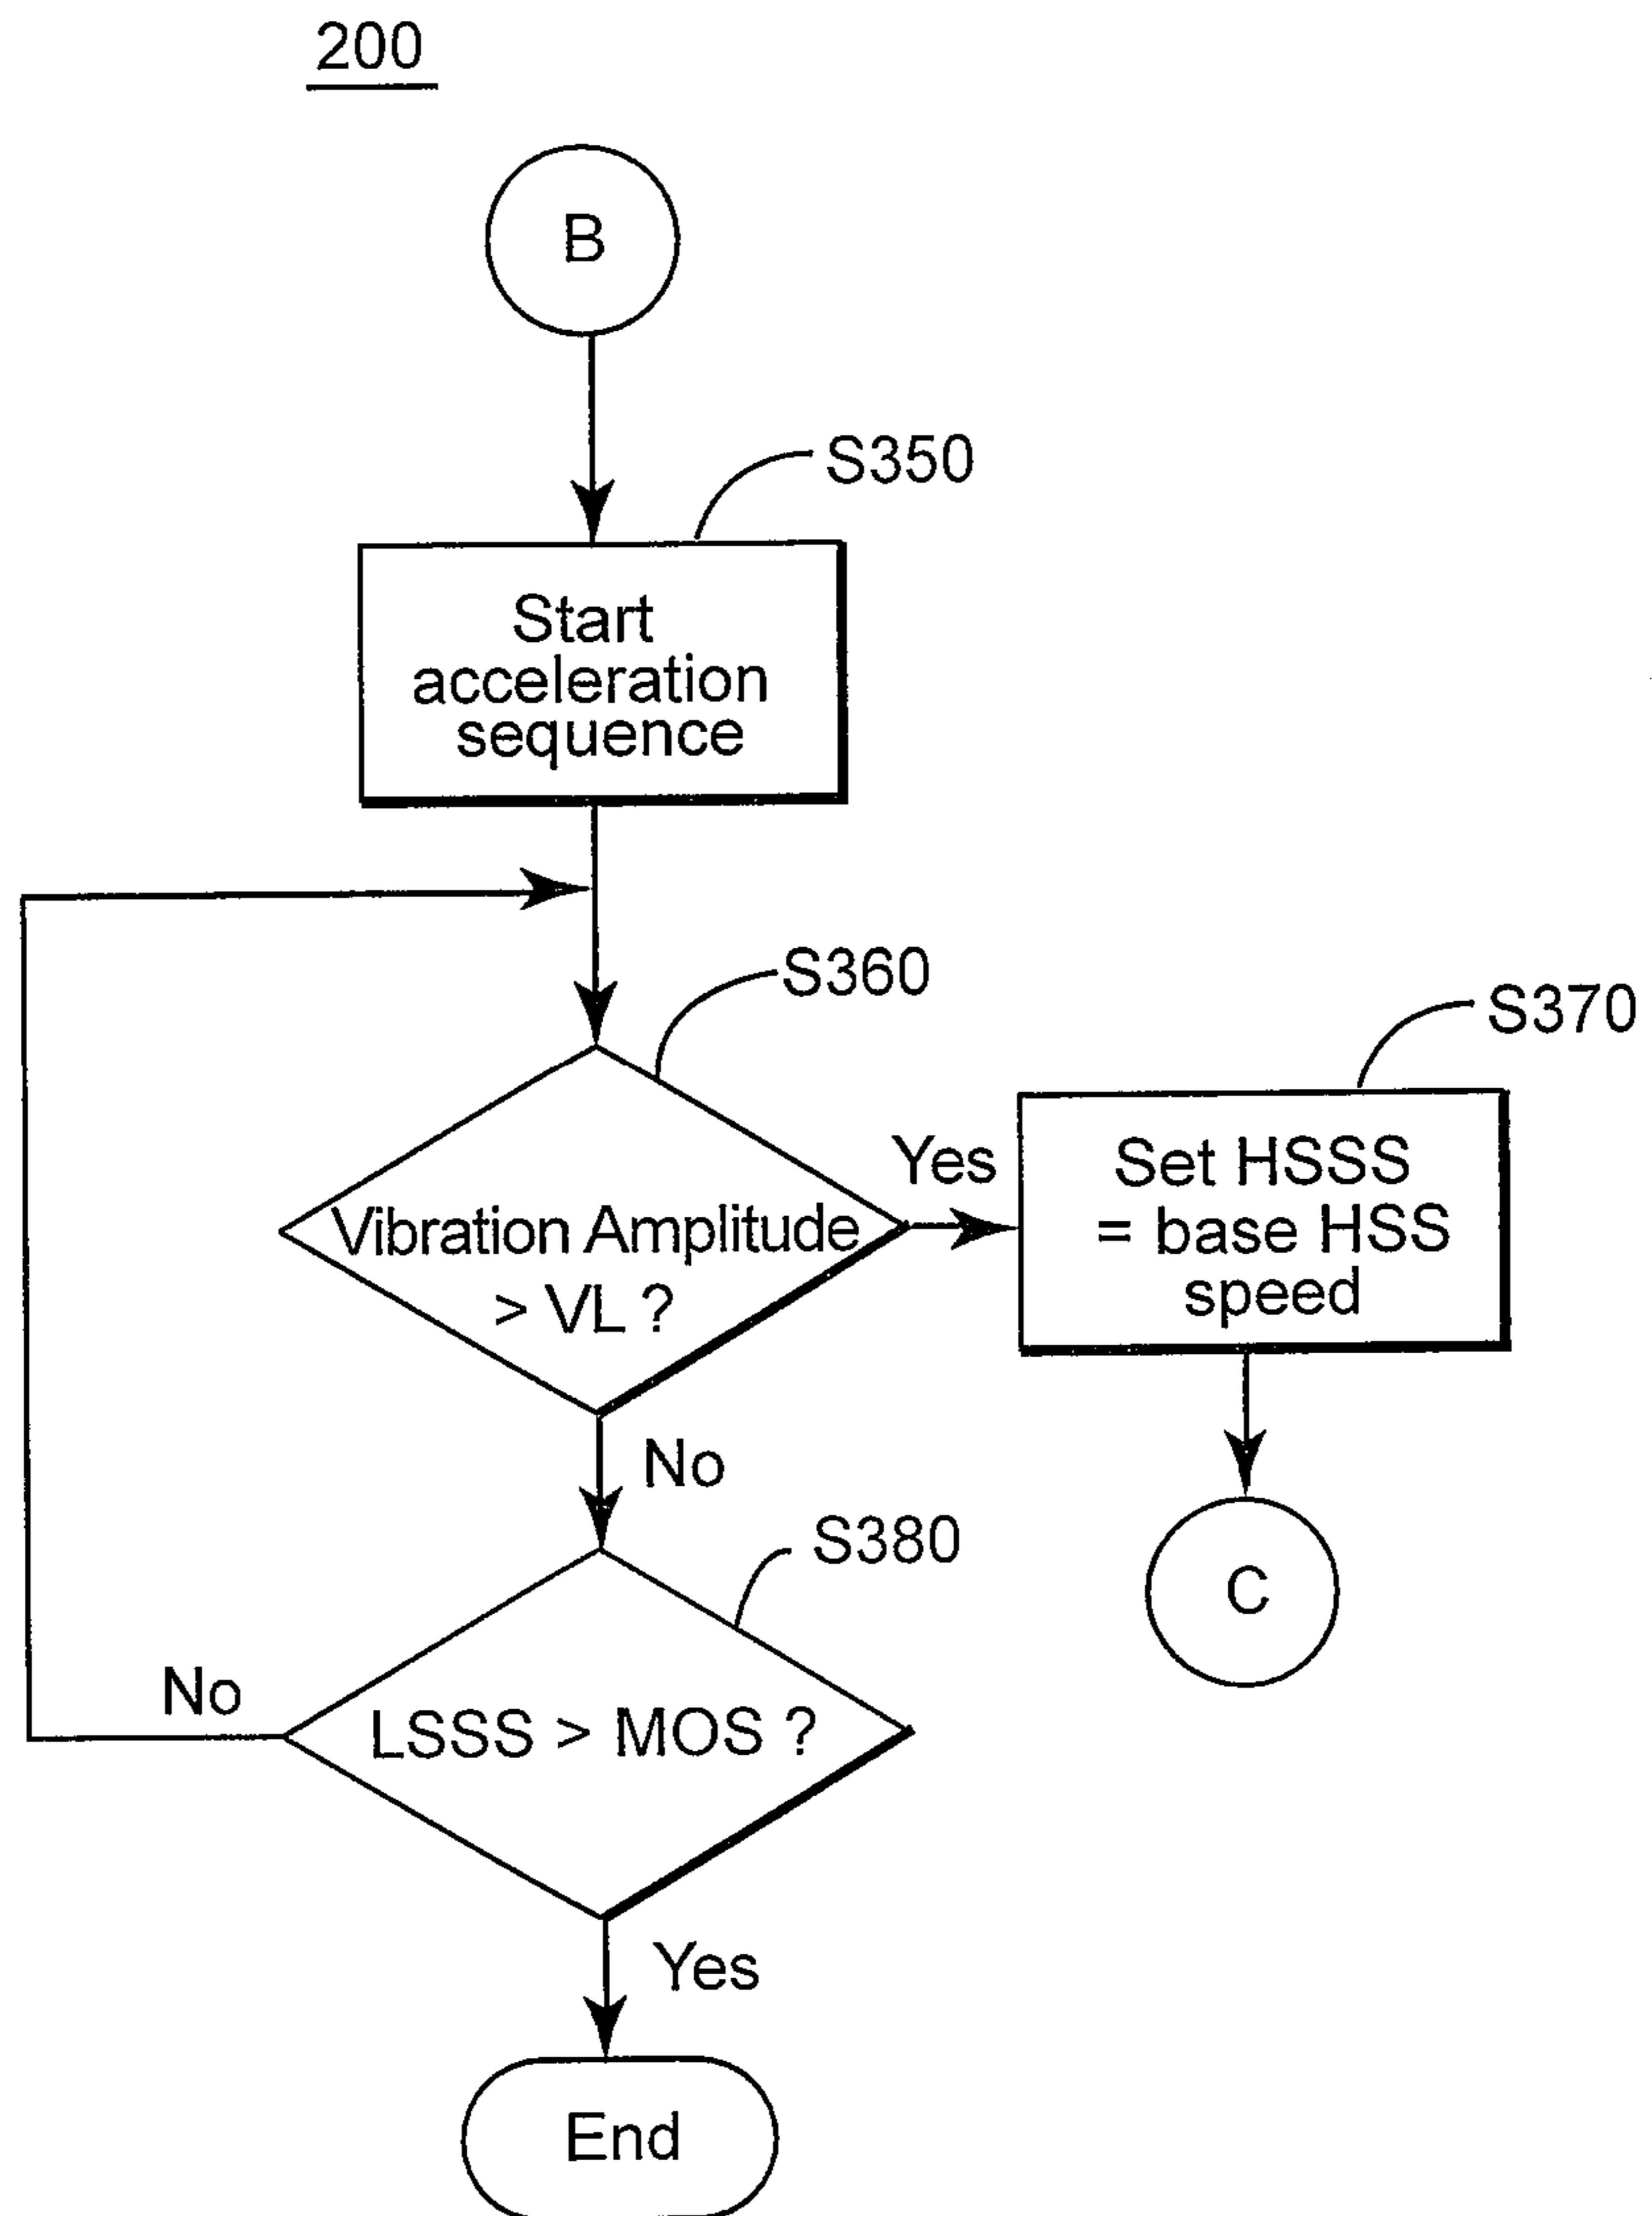 200
B
S350
Start
acceleration
sequence
S360
S370
Vibration Amplitude
> VL ?
Yes
Set HSSS
= base HSS
speed
No
C
S380
LSSS > MOS ?
No
Yes
End